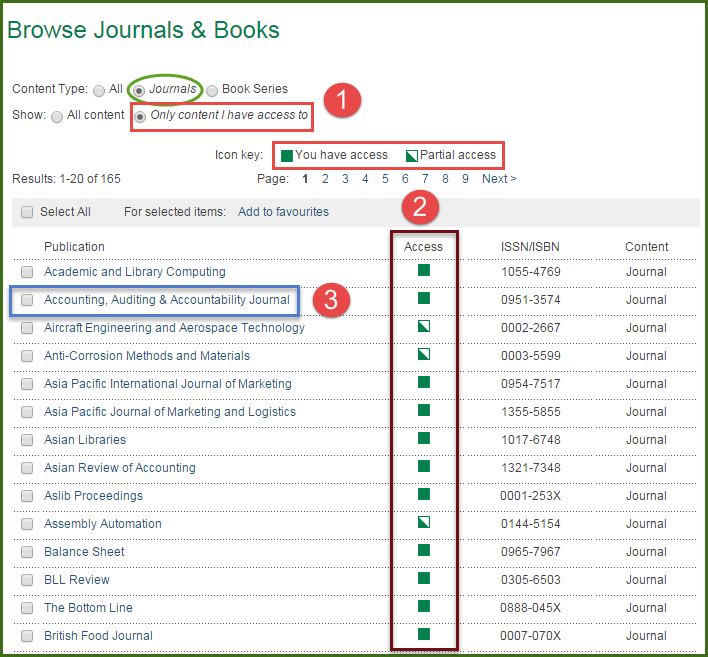 Browse Journals & Books
Content Type: All Journals Book Series
1
Show: All content Only content I have access to
Icon key: You have access Partial access
Results: 1-20 of 165 Page: 1 2 3 4 5 6 7 8 9 Next >
2
Select All For selected items: Add to favourites
Publication Access ISSN/ISBN Content
Academic and Library Computing 1055-4769 Journal
Accounting, Auditing & Accountability Journal 3 0951-3574 Journal
Aircraft Engineering and Aerospace Technology 0002-2667 Journal
Anti-Corrosion Methods and Materials 0003-5599 Journal
Asia Pacific International Journal of Marketing 0954-7517 Journal
Asia Pacific Journal of Marketing and Logistics 1355-5855 Journal
Asian Libraries 1017-6748 Journal
Asian Review of Accounting 1321-7348 Journal
Aslib Proceedings 0001-253X Journal
Assembly Automation 0144-5154 Journal
Balance Sheet 0965-7967 Journal
BLL Review 0305-6503 Journal
The Bottom Line 0888-045X Journal
British Food Journal 0007-070X Journal